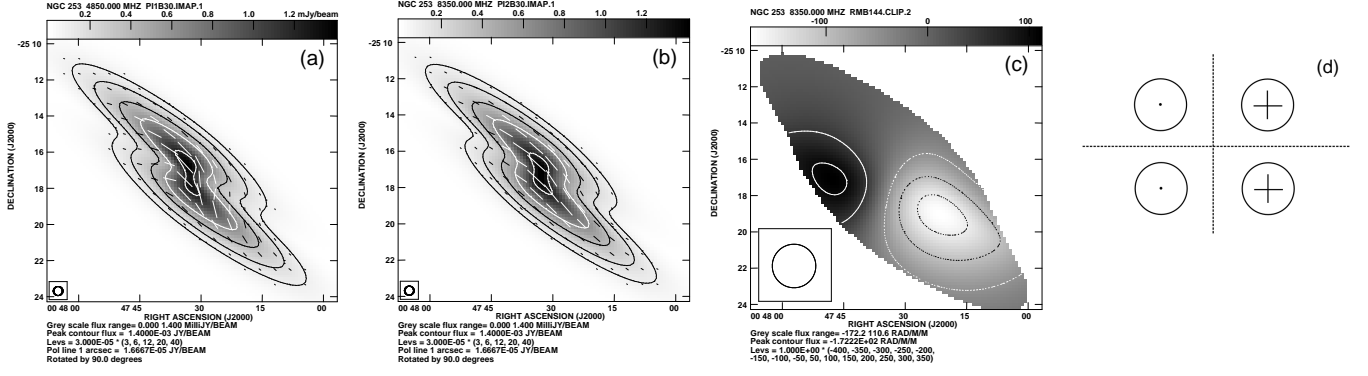 NGC 253 4850.000 MHZ PI1B30.IMAP.1
0.2 0.4 0.6 0.8 1.0 1.2 mJy/beam
(a)
-25 10
12
14
16
18
20
22
24
DECLINATION (J2000)
00 48 00 47 45 30 15 00
RIGHT ASCENSION (J2000)
Grey scale flux range= 0.000 1.400 MilliJY/BEAM
Peak contour flux = 1.4000E-03 JY/BEAM
Levs = 3.000E-05 * (3, 6, 12, 20, 40)
Pol line 1 arcsec = 1.6667E-05 JY/BEAM
Rotated by 90.0 degrees
NGC 253 8350.000 MHZ PI2B30.IMAP.1
0.2 0.4 0.6 0.8 1.0 1.2 mJy/beam
(b)
-25 10
12
14
16
18
20
22
24
DECLINATION (J2000)
00 48 00 47 45 30 15 00
RIGHT ASCENSION (J2000)
Grey scale flux range= 0.000 1.400 MilliJY/BEAM
Peak contour flux = 1.4000E-03 JY/BEAM
Levs = 3.000E-05 * (3, 6, 12, 20, 40)
Pol line 1 arcsec = 1.6667E-05 JY/BEAM
Rotated by 90.0 degrees
NGC 253 8350.000 MHZ RMB144.CLIP.2
-100 0 100
(c)
-25 10
12
14
16
18
20
22
24
DECLINATION (J2000)
00 48 00 47 45 30 15 00
RIGHT ASCENSION (J2000)
Grey scale flux range= -172.2 110.6 RAD/M/M
Peak contour flux = -1.7222E+02 RAD/M/M
Levs = 1.000E+00 * (-400, -350, -300, -250, -200,
-150, -100, -50, 50, 100, 150, 200, 250, 300, 350)
(d)